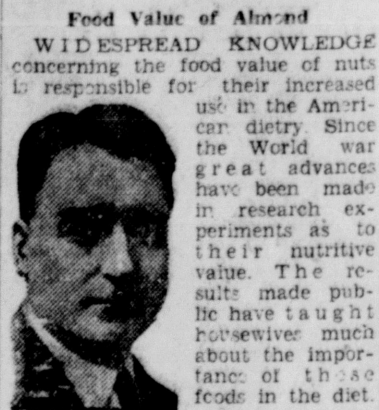 Food Value of Almond
WIDESPREAD KNOWLEDGE
concerning the food value of nuts
is responsible for their increased
use in the Ameri-
can dietry. Since
the World war
great advances
have been made
in research ex-
periments as to
their nutritive
value. The re-
sults made pub-
lic have taught
housewives much
about the impor-
tance of these
foods in the diet.